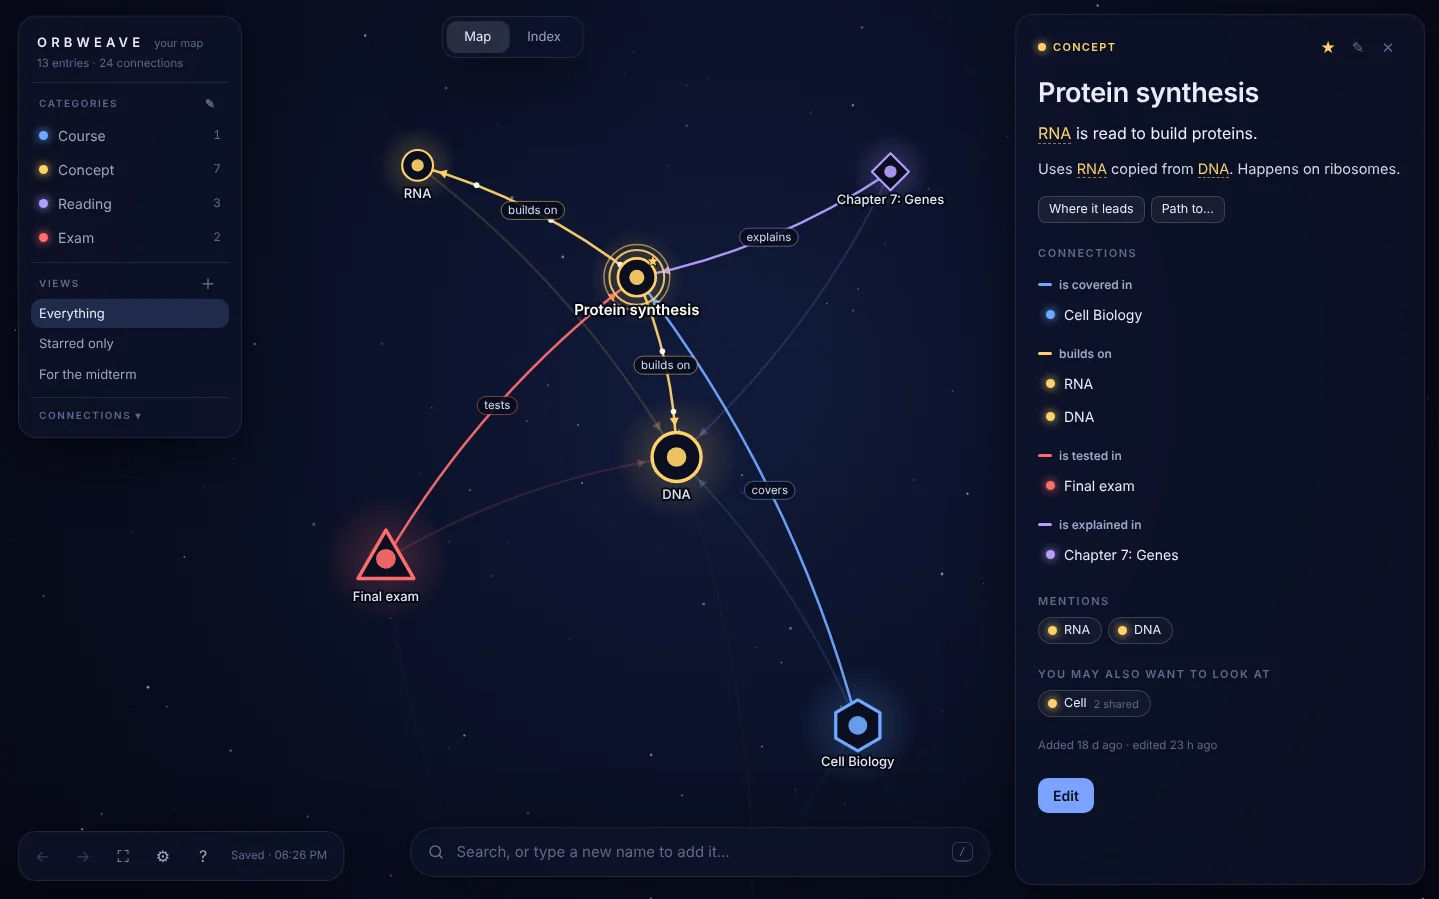 ORBWEAVE your map
13 entries · 24 connections
CATEGORIES
Course 1
Concept 7
Reading 3
Exam 2
VIEWS
Everything
Starred only
For the midterm
CONNECTIONS
Map Index
RNA
Chapter 7: Genes
builds on
explains
Protein synthesis
builds on
tests
DNA
covers
Final exam
Cell Biology
Saved · 06:26 PM
Search, or type a new name to add it...
/
CONCEPT
Protein synthesis
RNA is read to build proteins.
Uses RNA copied from DNA. Happens on ribosomes.
Where it leads Path to...
CONNECTIONS
is covered in
Cell Biology
builds on
RNA
DNA
is tested in
Final exam
is explained in
Chapter 7: Genes
MENTIONS
RNA DNA
YOU MAY ALSO WANT TO LOOK AT
Cell 2 shared
Added 18 d ago · edited 23 h ago
Edit